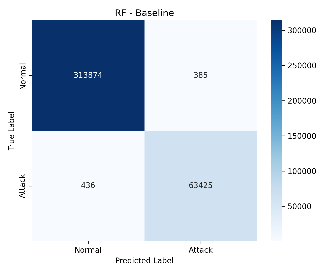 RF - Baseline
Normal
313874
385
Attack
436
63425
True Label
Normal
Attack
Predicted Label
300000
250000
200000
150000
100000
50000